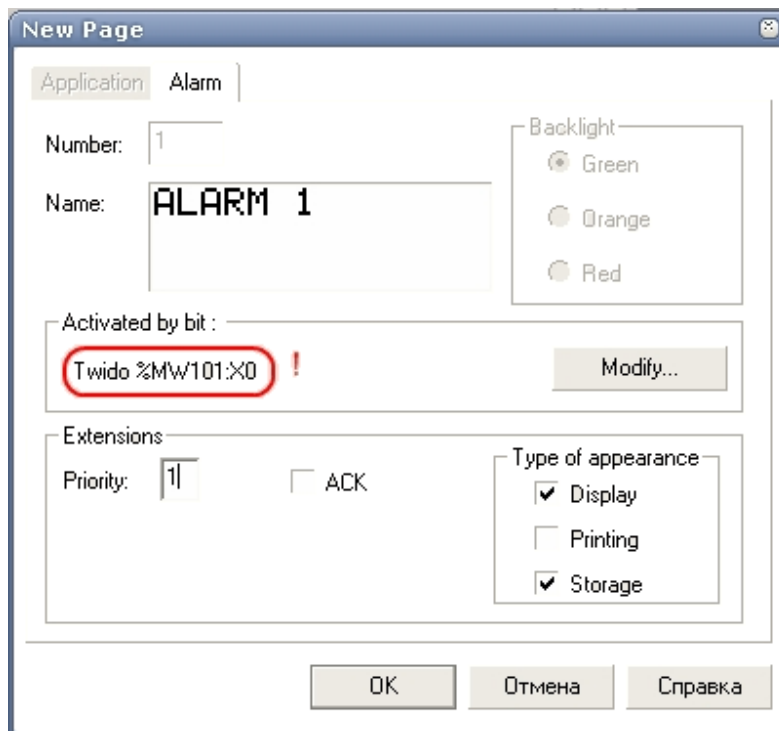 New Page
Application Alarm
Number: 1
Name: ALARM 1
Backlight
Green
Orange
Red
Activated by bit :
Twido %MW101:X0 !
Modify...
Extensions
Priority: 1
ACK
Type of appearance
Display
Printing
Storage
OK Отмена Справка